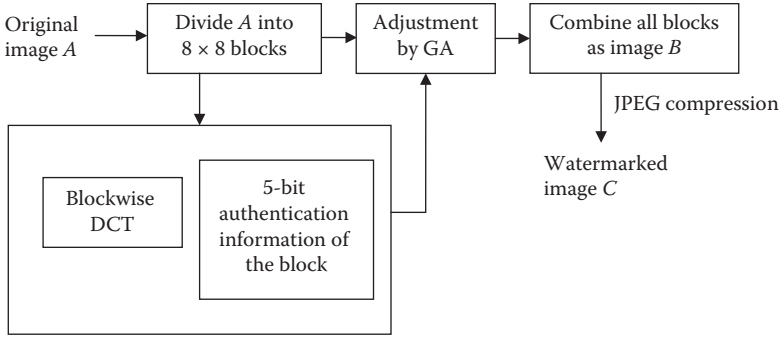 Original
image A
Divide A into
8 × 8 blocks
Adjustment
by GA
Combine all blocks
as image B
JPEG compression
Watermarked
image C
Blockwise
DCT
5-bit
authentication
information of
the block